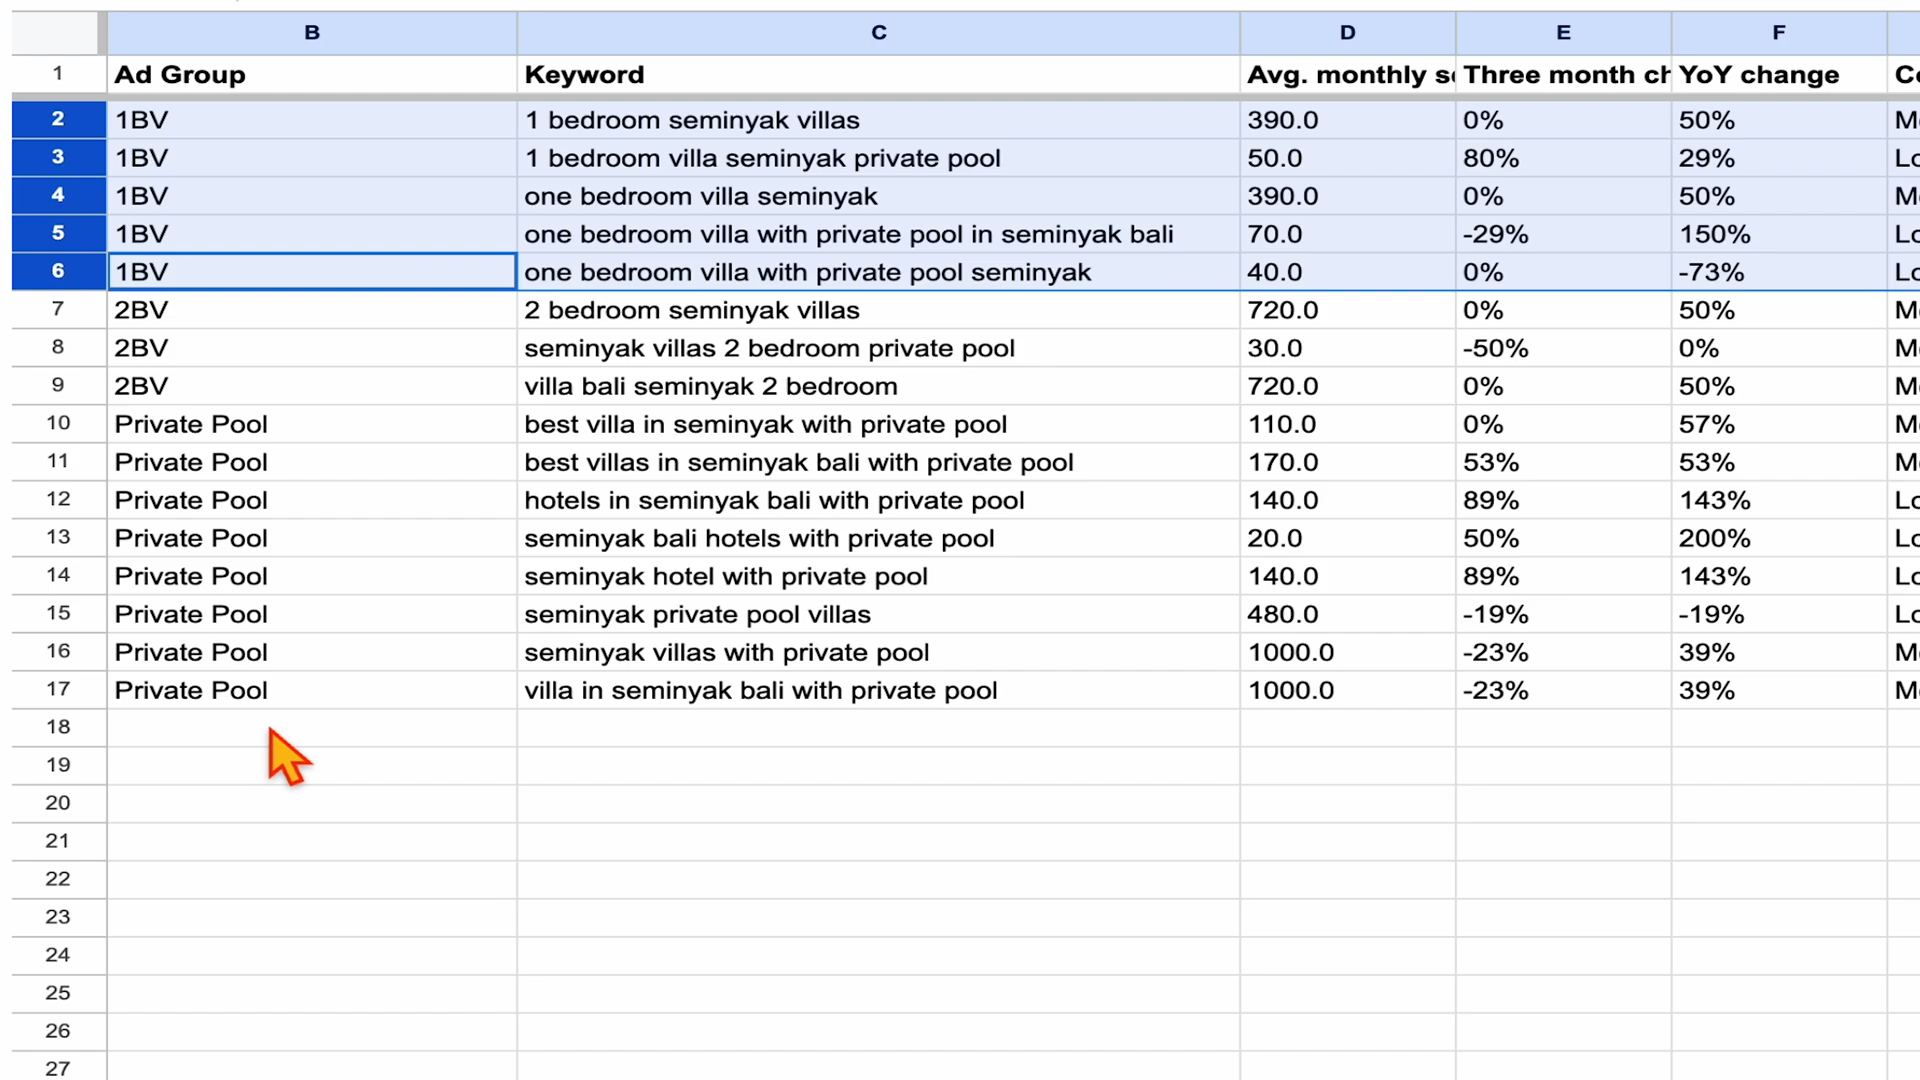 B C D E F
1 Ad Group Keyword Avg. monthly Three month YoY change
2 1BV 1 bedroom seminyak villas 390.0 0% 50%
3 1BV 1 bedroom villa seminyak private pool 50.0 80% 29%
4 1BV one bedroom villa seminyak 390.0 0% 50%
5 1BV one bedroom villa with private pool in seminyak bali 70.0 -29% 150%
6 1BV one bedroom villa with private pool seminyak 40.0 0% -73%
7 2BV 2 bedroom seminyak villas 720.0 0% 50%
8 2BV seminyak villas 2 bedroom private pool 30.0 -50% 0%
9 2BV villa bali seminyak 2 bedroom 720.0 0% 50%
10 Private Pool best villa in seminyak with private pool 110.0 0% 57%
11 Private Pool best villas in seminyak bali with private pool 170.0 53% 53%
12 Private Pool hotels in seminyak bali with private pool 140.0 89% 143%
13 Private Pool seminyak bali hotels with private pool 20.0 50% 200%
14 Private Pool seminyak hotel with private pool 140.0 89% 143%
15 Private Pool seminyak private pool villas 480.0 -19% -19%
16 Private Pool seminyak villas with private pool 1000.0 -23% 39%
17 Private Pool villa in seminyak bali with private pool 1000.0 -23% 39%
18
19
20
21
22
23
24
25
26
27